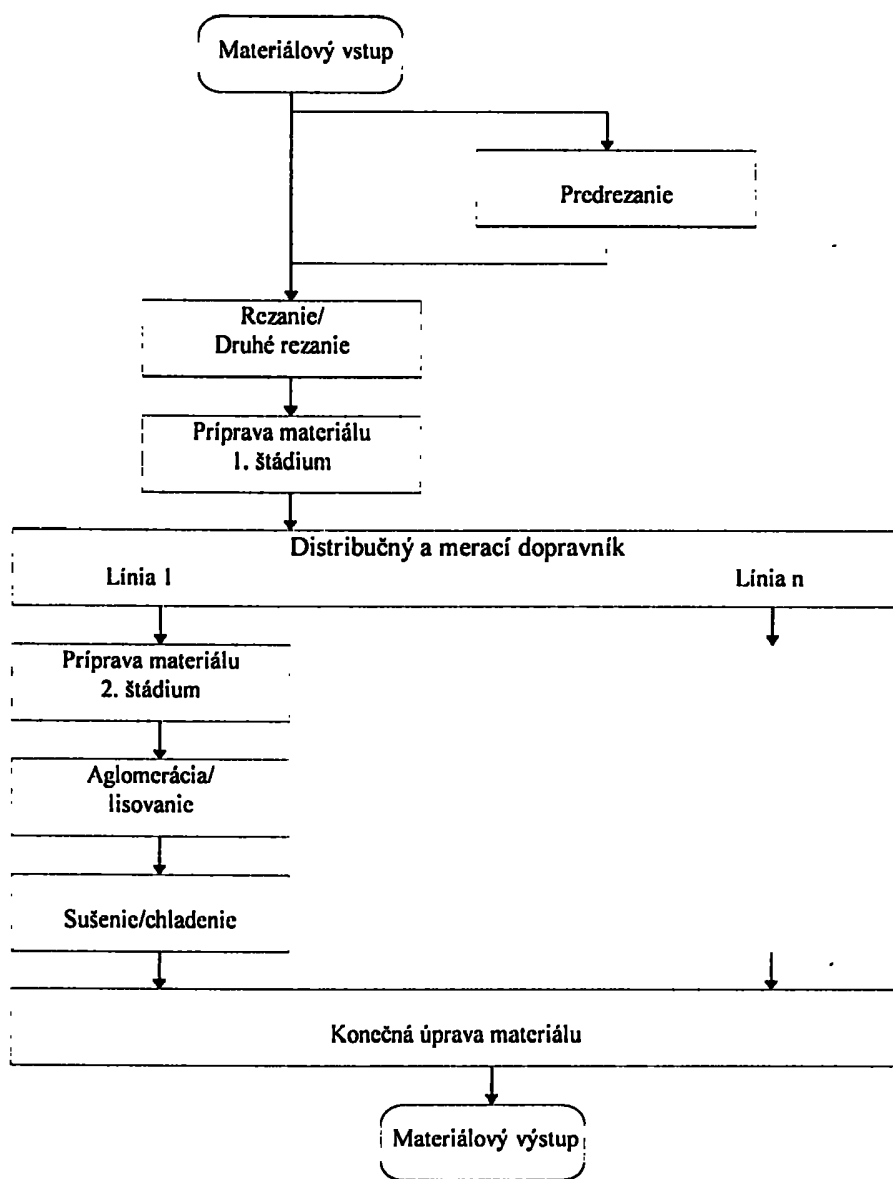 Materiálový vstup
Predrezanie
Rezanie/
Druhé rezanie
Príprava materiálu
1. štádium
Distribučný a merací dopravník
Línia 1
Línia n
Príprava materiálu
2. štádium
Aglomerácia/
lisovanie
Sušenie/chladenie
Konečná úprava materiálu
Materiálový výstup